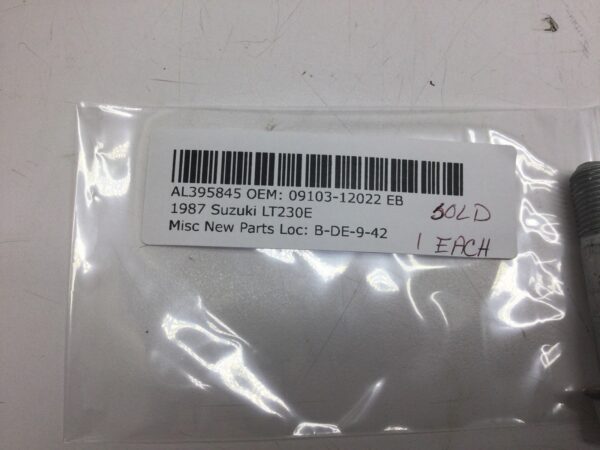 AL395845 OEM: 09103-12022 EB
1987 Suzuki LT230E
Misc New Parts Loc: B-DE-9-42
SOLD
1 EACH